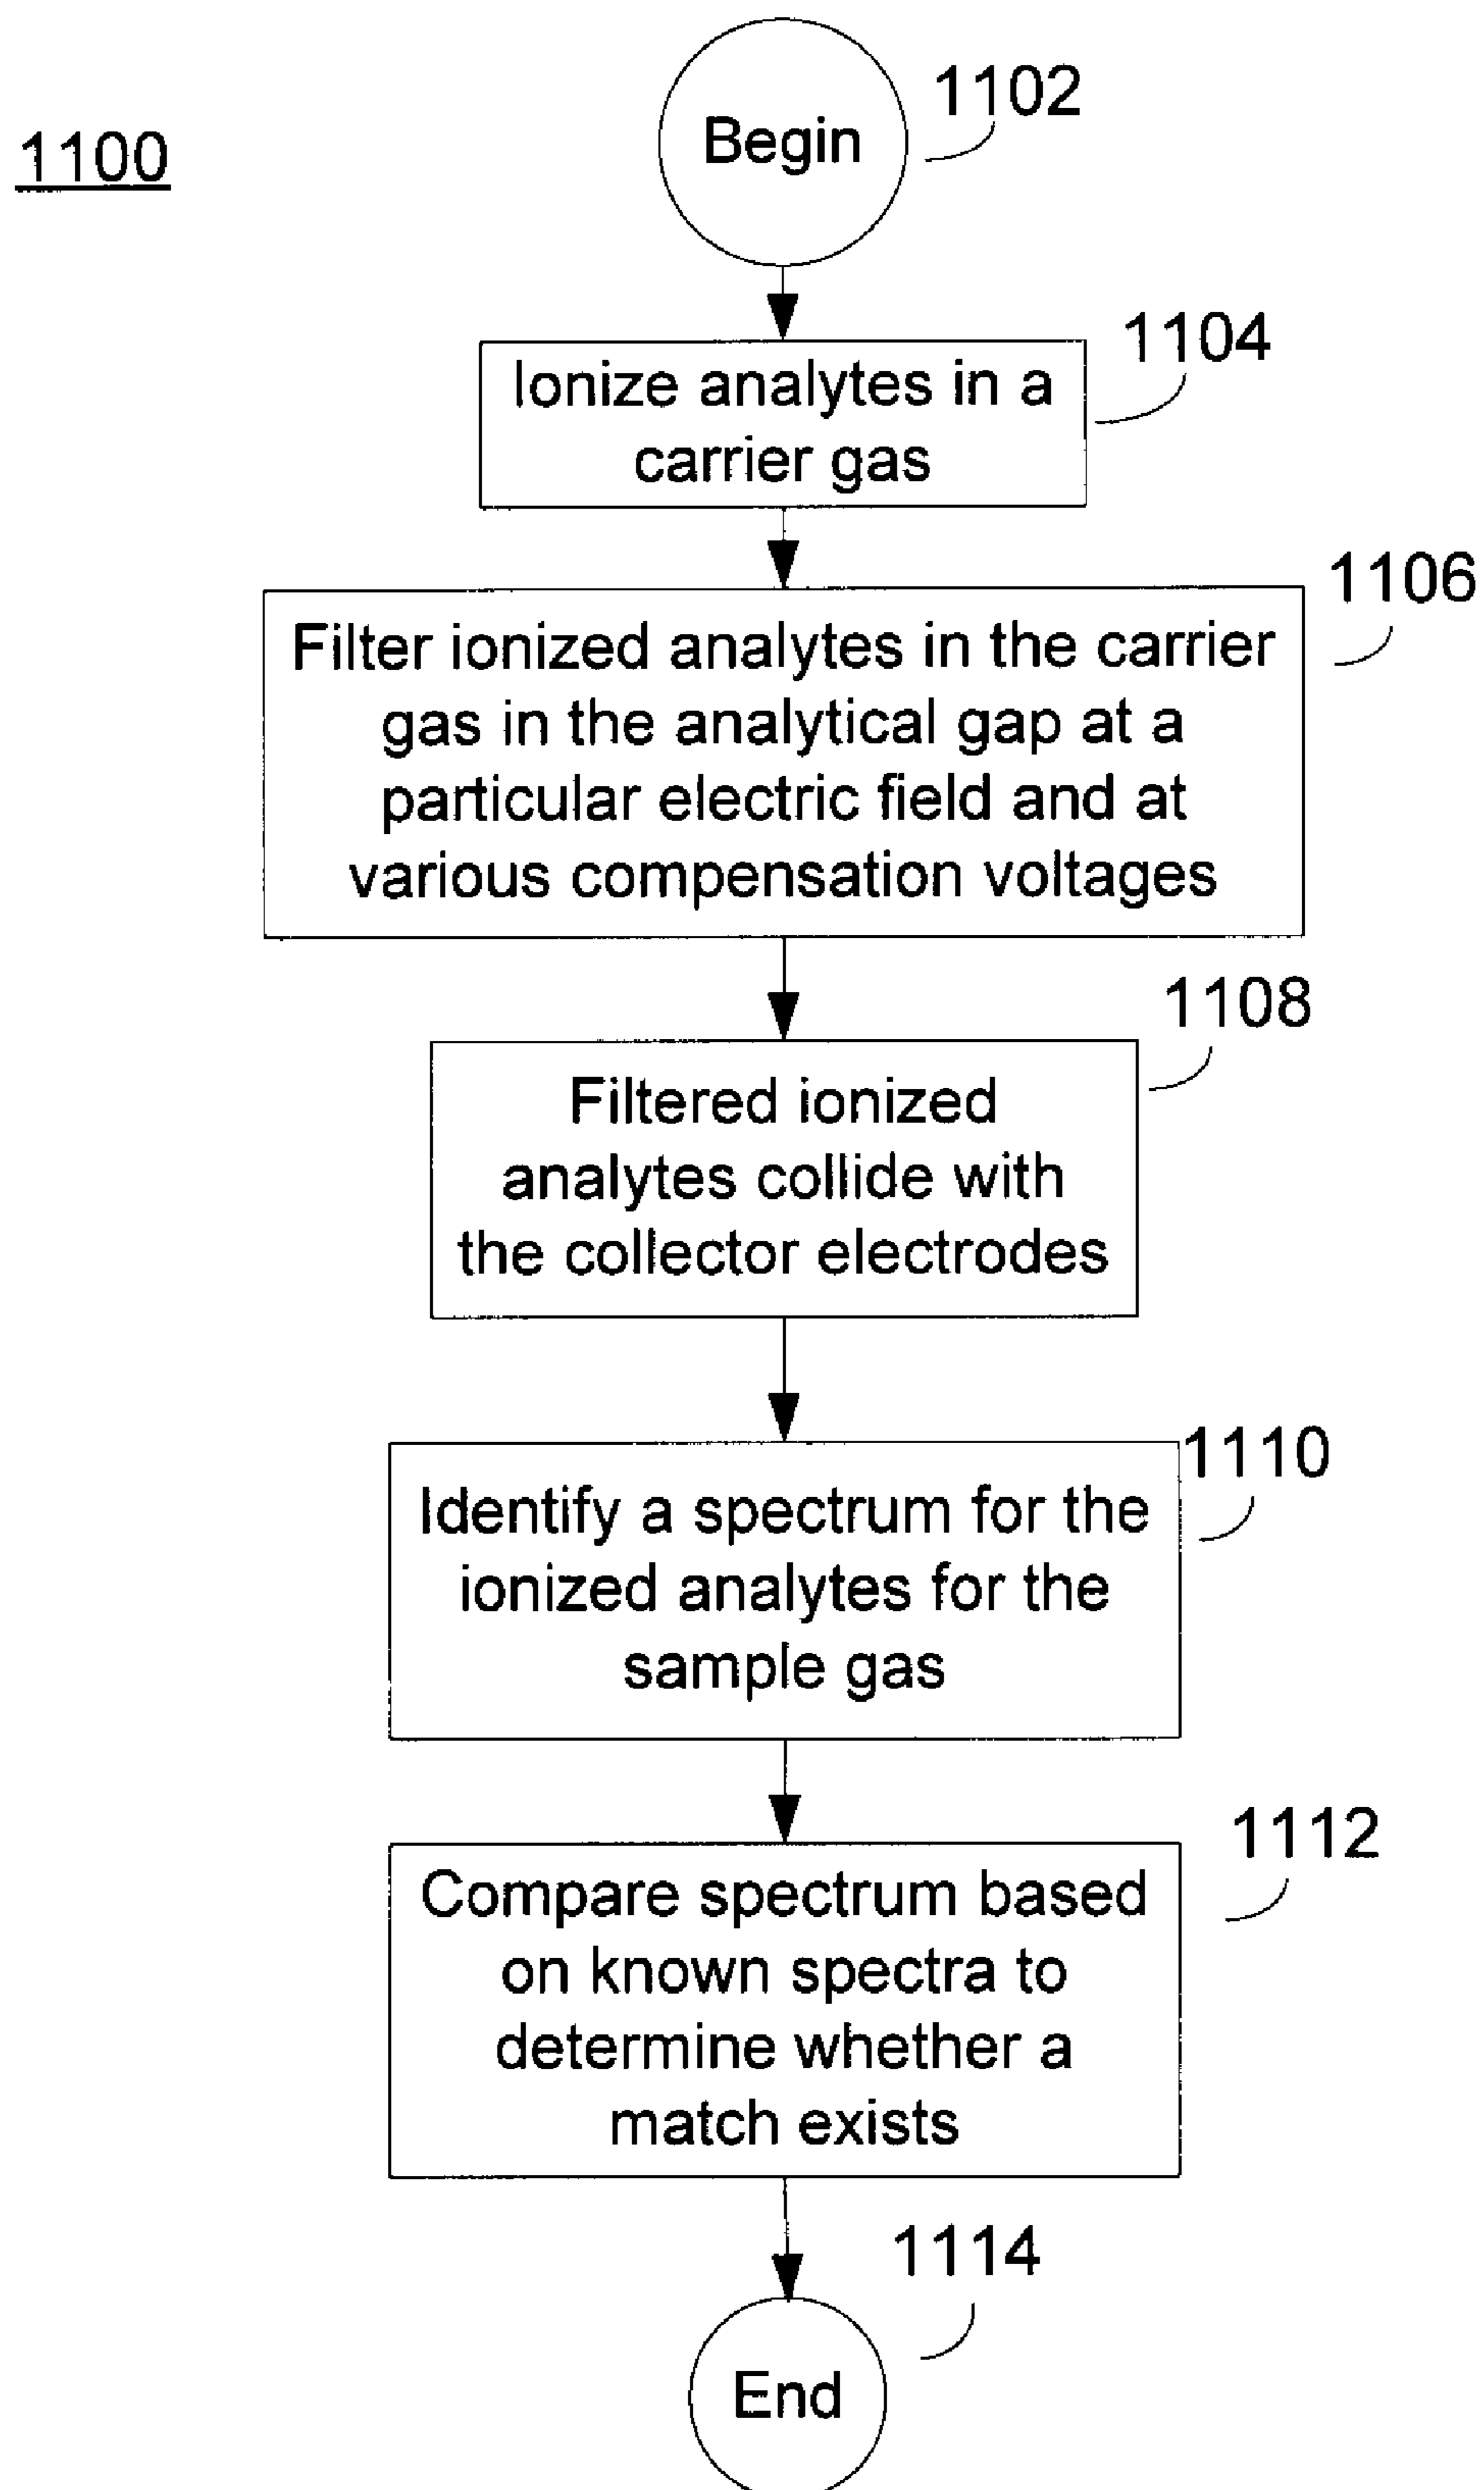 1100
Begin
1102
Ionize analytes in a
carrier gas
1104
Filter ionized analytes in the carrier
gas in the analytical gap at a
particular electric field and at
various compensation voltages
1106
Filtered ionized
analytes collide with
the collector electrodes
1108
Identify a spectrum for the
ionized analytes for the
sample gas
1110
Compare spectrum based
on known spectra to
determine whether a
match exists
1112
End
1114